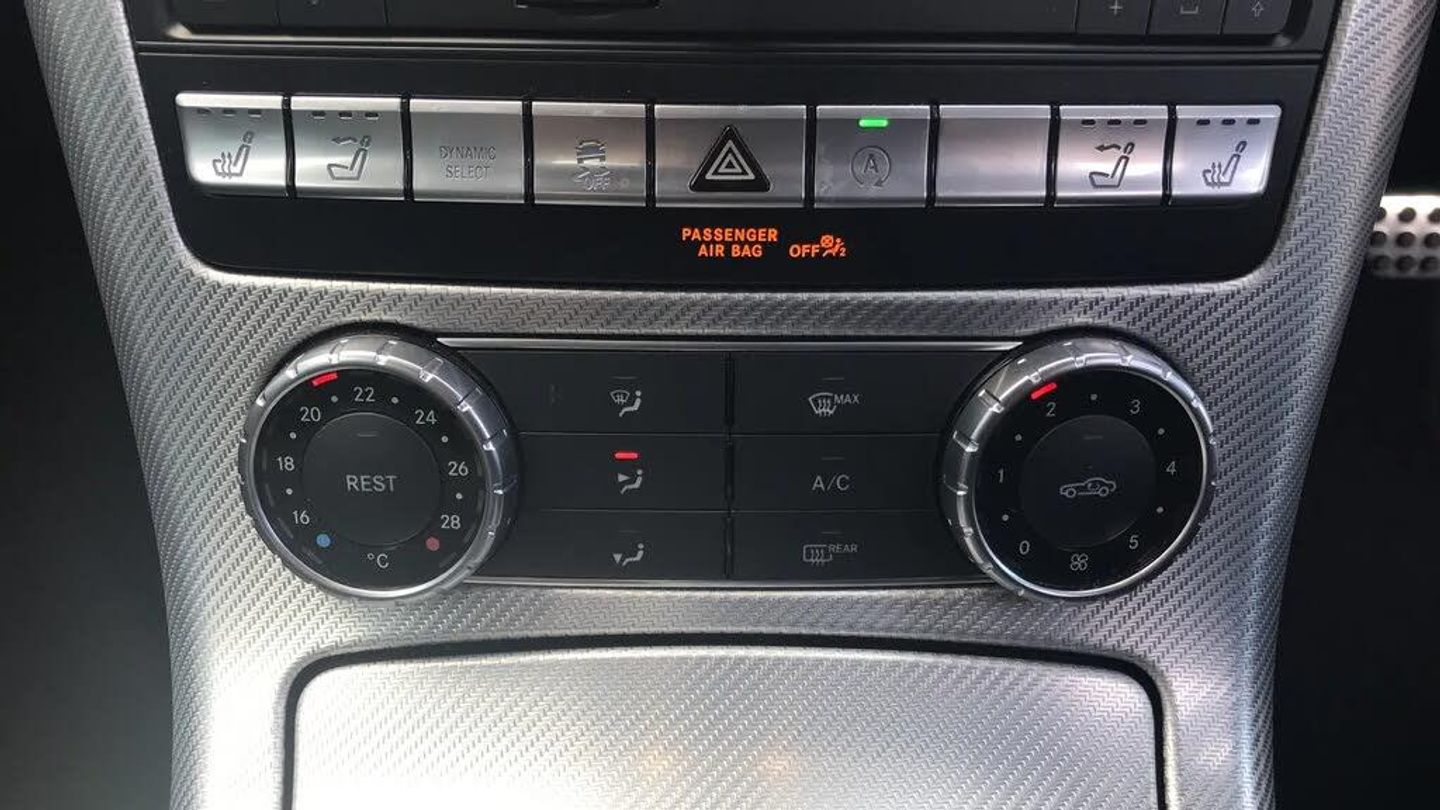 DYNAMIC
SELECT
OFF
A
PASSENGER
AIR BAG OFF 2
22
20 24
18 26
16 28
°C
REST
MAX
A/C
REAR
2 3
1 4
0 5